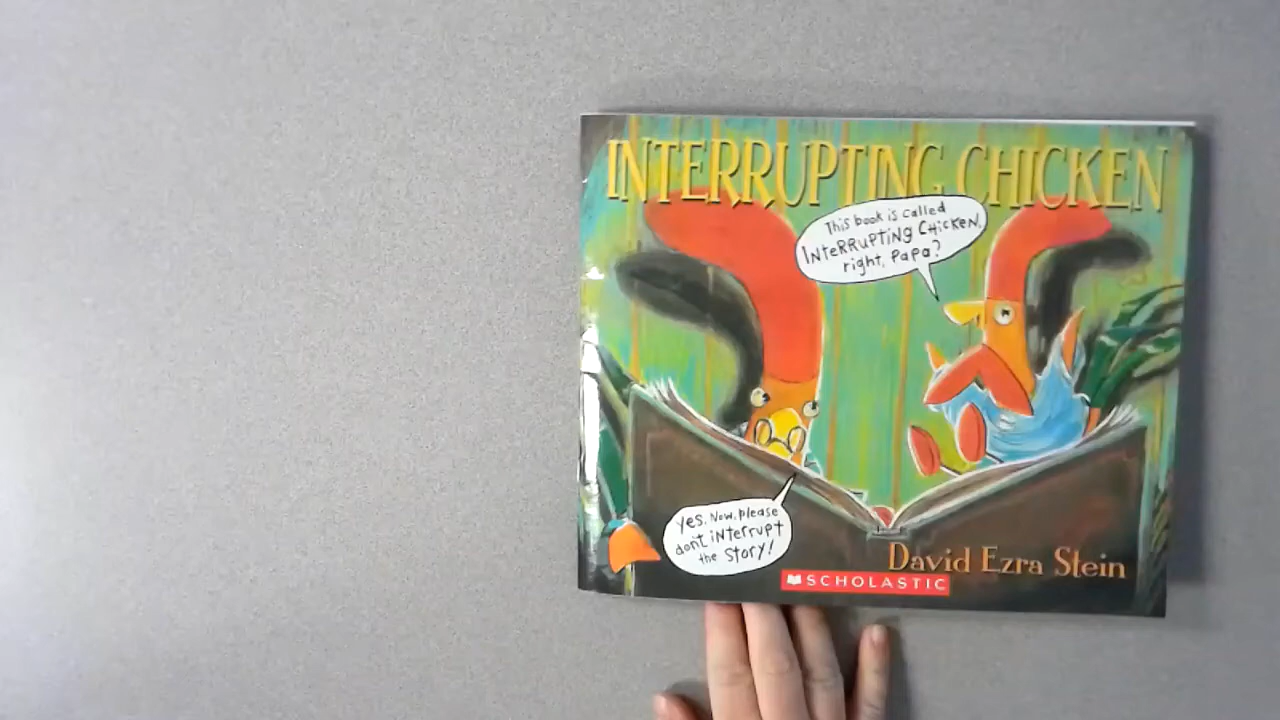 INTERRUPTING CHICKEN
This book is called
INTERRUPTING CHICKEN,
right, Papa?
Yes. Now, please
don't interrupt
the story!
David Ezra Stein
SCHOLASTIC